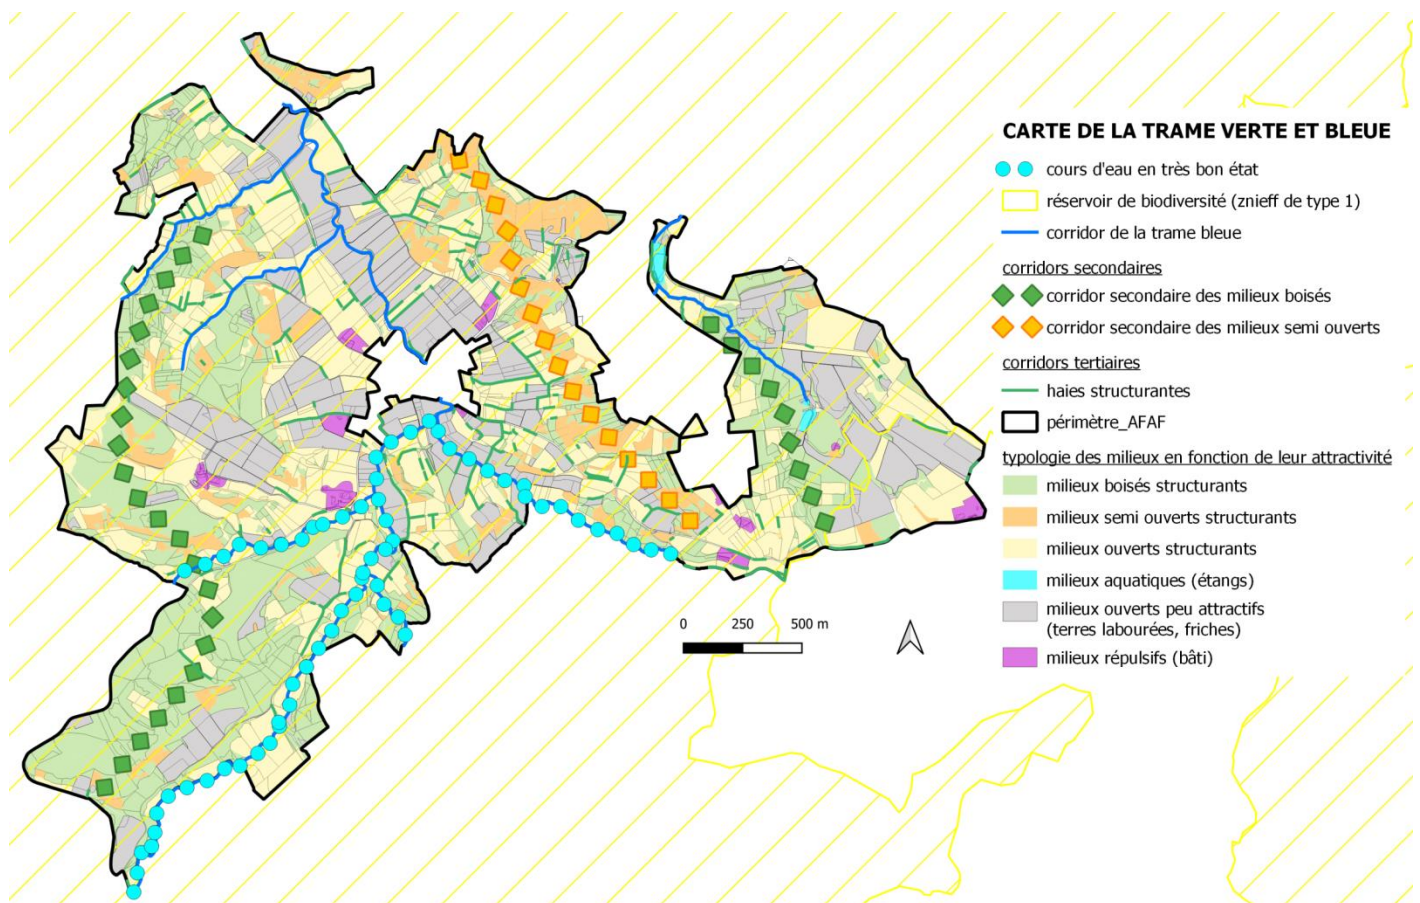 CARTE DE LA TRAME VERTE ET BLEUE
cours d'eau en très bon état
réservoir de biodiversité (znieff de type 1)
corridor de la trame bleue
corridors secondaires
corridor secondaire des milieux boisés
corridor secondaire des milieux semi ouverts
corridors tertiaires
haies structurantes
périmètre_AFAF
typologie des milieux en fonction de leur attractivité
milieux boisés structurants
milieux semi ouverts structurants
milieux ouverts structurants
milieux aquatiques (étangs)
milieux ouverts peu attractifs
(terres labourées, friches)
milieux répulsifs (bâti)
0 250 500 m